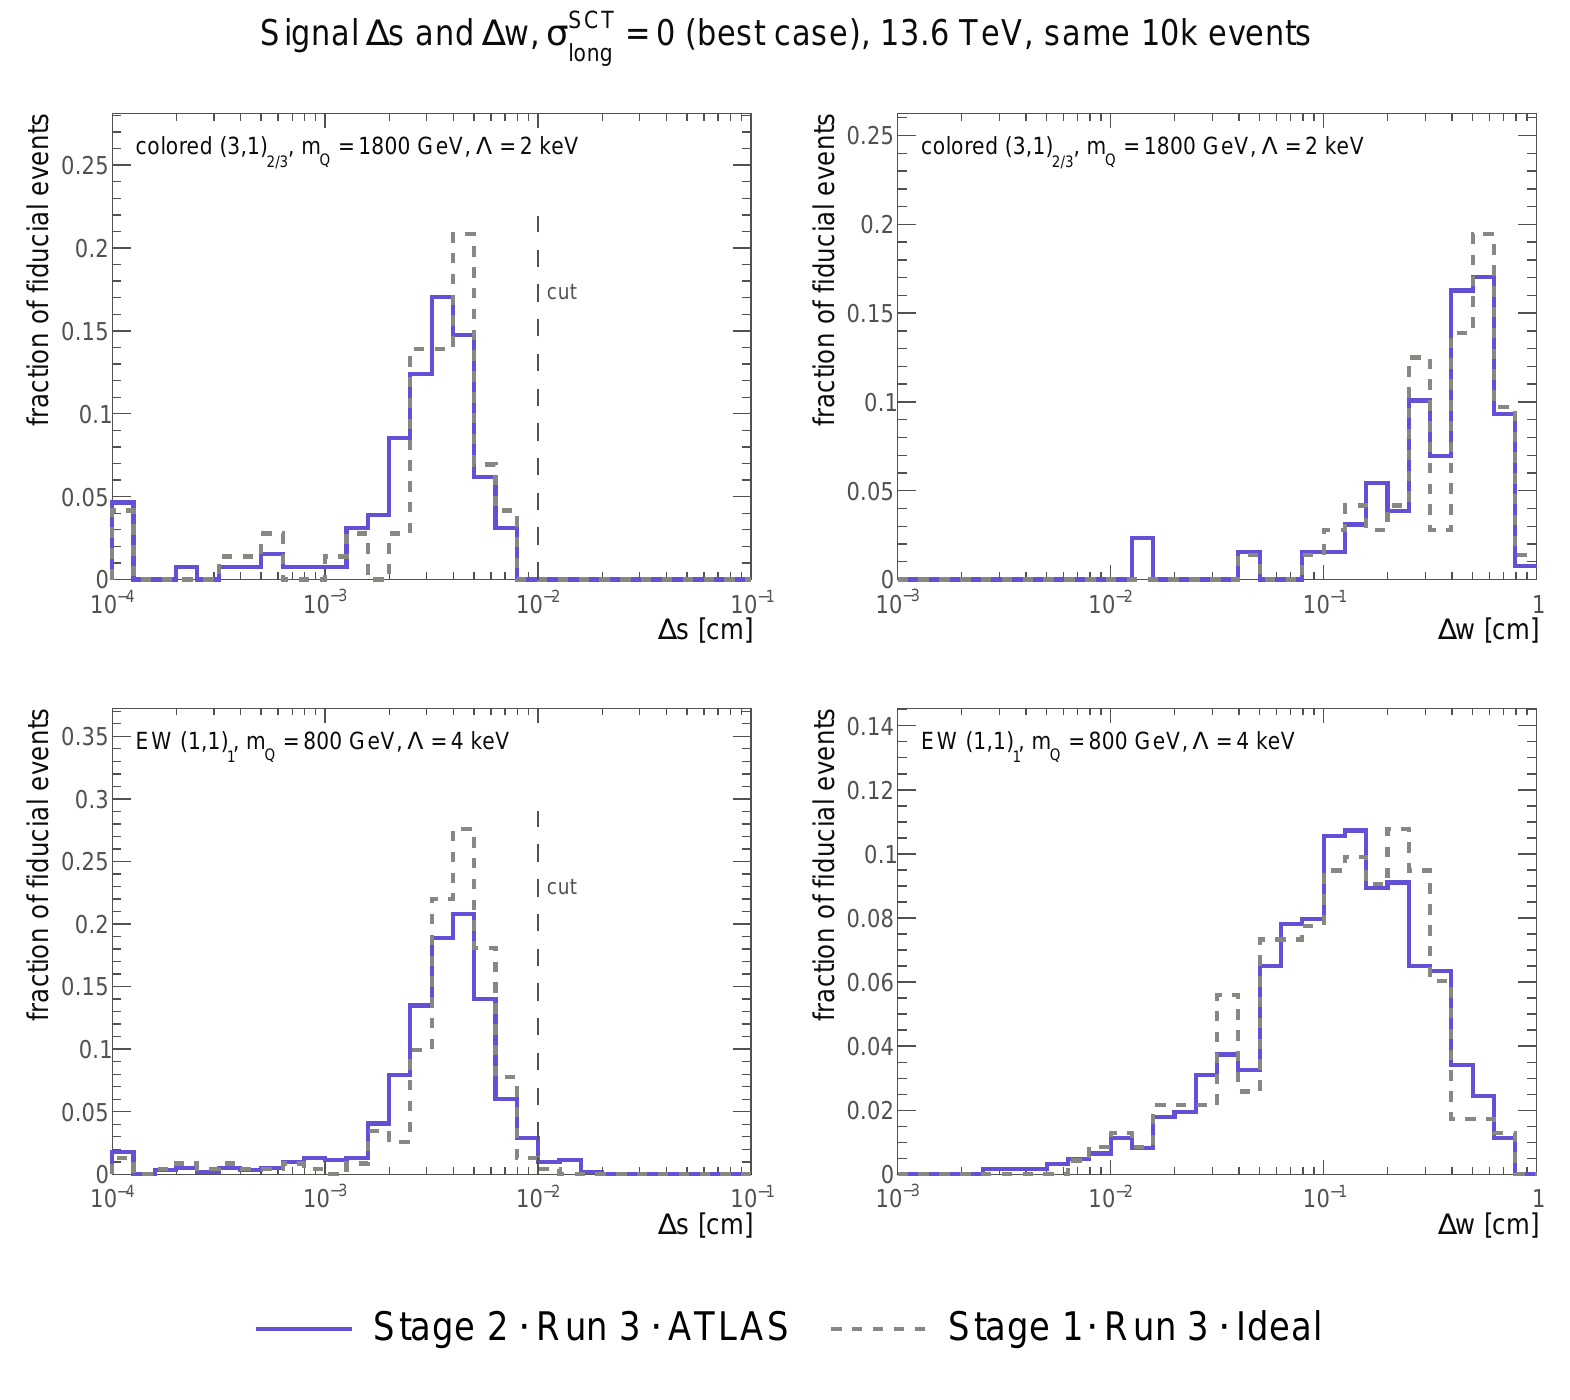 Signal Δs and Δw, σ^SCT_long = 0 (best case), 13.6 TeV, same 10k events
fraction of fiducial events
colored (3,1)_2/3, m_Q = 1800 GeV, Λ = 2 keV
0.25
0.2
0.15
0.1
0.05
0
cut
10^−4
10^−3
10^−2
10^−1
Δs [cm]
fraction of fiducial events
colored (3,1)_2/3, m_Q = 1800 GeV, Λ = 2 keV
0.25
0.2
0.15
0.1
0.05
0
10^−3
10^−2
10^−1
1
Δw [cm]
fraction of fiducial events
EW (1,1)_1, m_Q = 800 GeV, Λ = 4 keV
0.35
0.3
0.25
0.2
0.15
0.1
0.05
0
cut
10^−4
10^−3
10^−2
10^−1
Δs [cm]
fraction of fiducial events
EW (1,1)_1, m_Q = 800 GeV, Λ = 4 keV
0.14
0.12
0.1
0.08
0.06
0.04
0.02
0
10^−3
10^−2
10^−1
1
Δw [cm]
Stage 2 · Run 3 · ATLAS
Stage 1 · Run 3 · Ideal